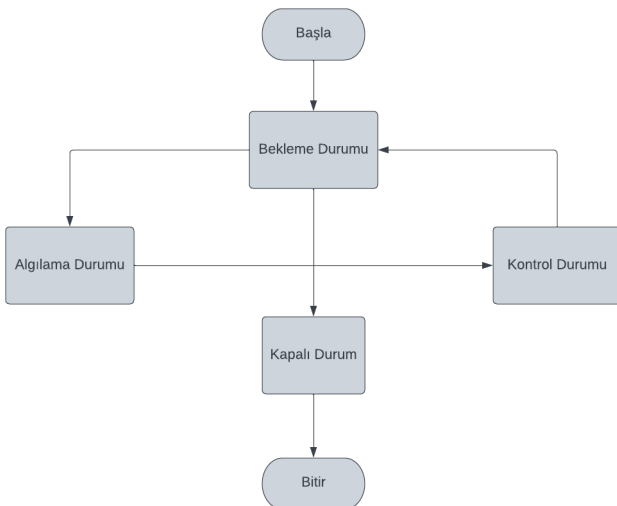 Başla
Bekleme Durumu
Algılama Durumu
Kontrol Durumu
Kapalı Durum
Bitir